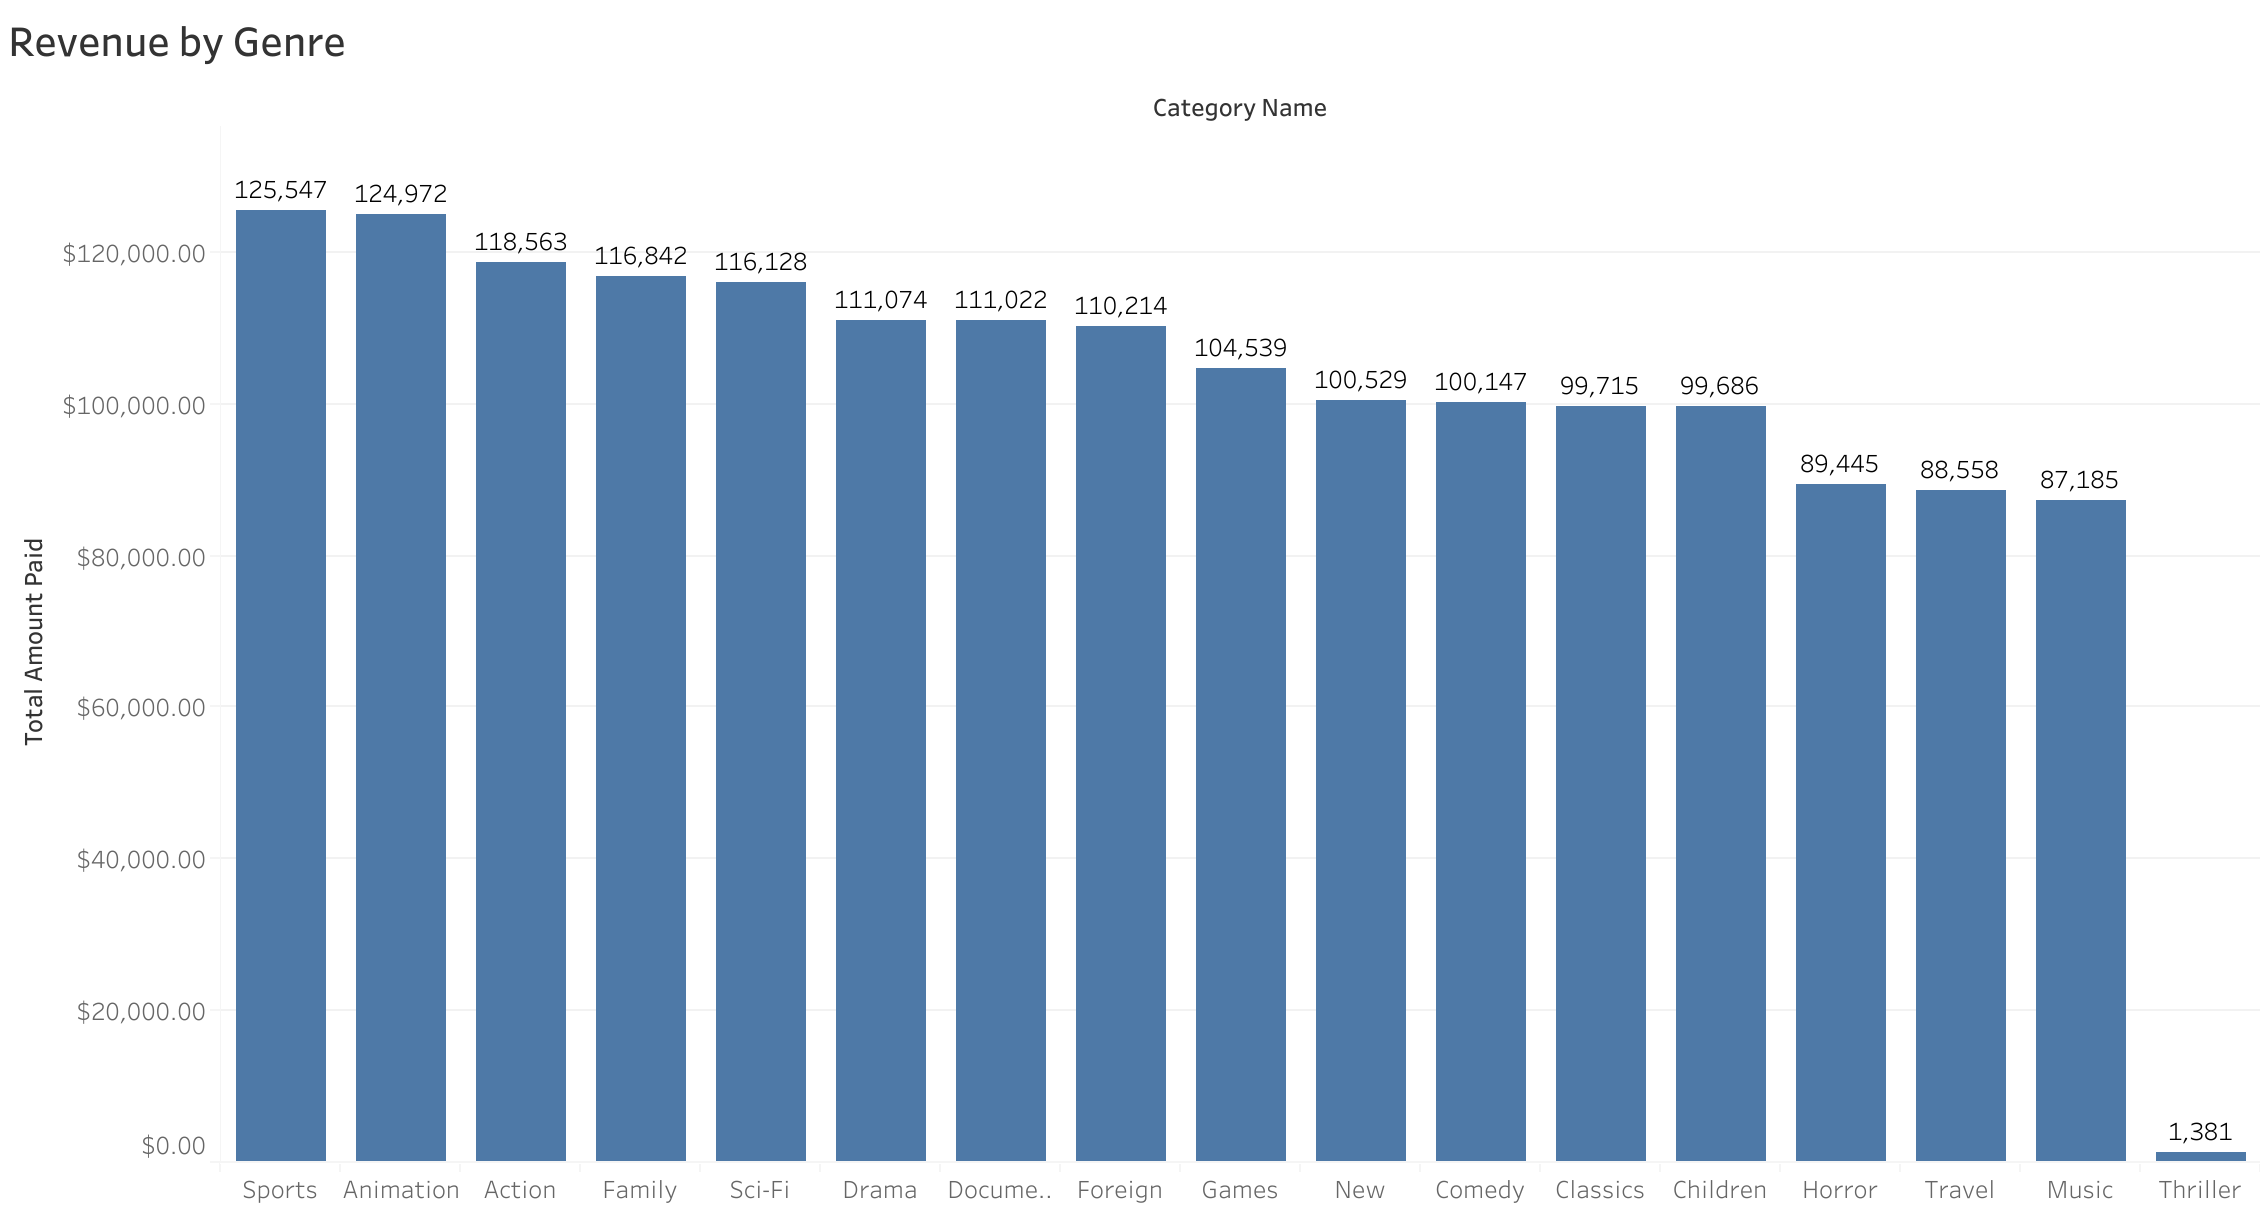 Revenue by Genre
Category Name
125,547 124,972 118,563 116,842 116,128 111,074 111,022 110,214 104,539 100,529 100,147 99,715 99,686 89,445 88,558 87,185 1,381
Total Amount Paid
$120,000.00
$100,000.00
$80,000.00
$60,000.00
$40,000.00
$20,000.00
$0.00
Sports Animation Action Family Sci-Fi Drama Docume.. Foreign Games New Comedy Classics Children Horror Travel Music Thriller